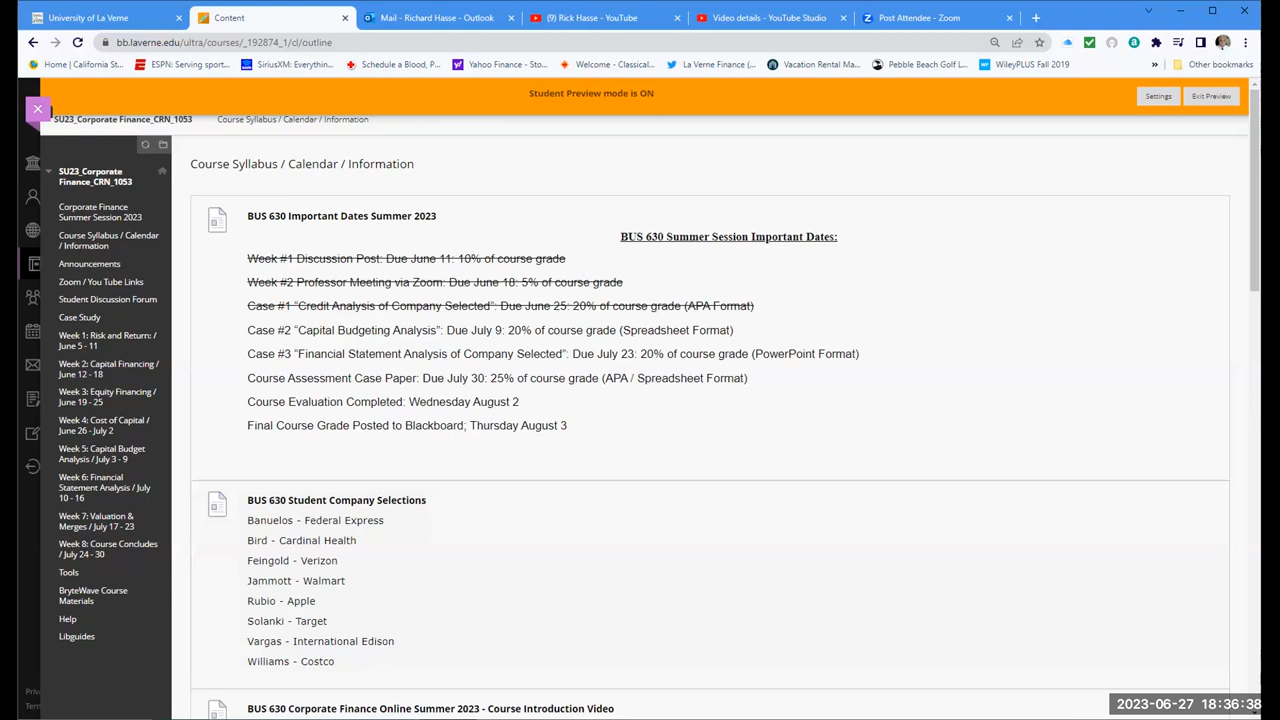 University of La Verne
Content
Mail - Richard Hasse - Outlook
(9) Rick Hasse - YouTube
Video details - YouTube Studio
Post Attendee - Zoom
bb.laverne.edu/ultra/courses/_192874_1/cl/outline
Home | California St...
ESPN: Serving sport...
SiriusXM: Everythin...
Schedule a Blood, P...
Yahoo Finance - Sto...
Welcome - Classical...
La Verne Finance (...
Vacation Rental Ma...
Pebble Beach Golf L...
WileyPLUS Fall 2019
»
Other bookmarks
Student Preview mode is ON
Settings
Exit Preview
SU23_Corporate Finance_CRN_1053
Course Syllabus / Calendar / Information
SU23_Corporate
Finance_CRN_1053
Corporate Finance
Summer Session 2023
Course Syllabus / Calendar
/ Information
Announcements
Zoom / You Tube Links
Student Discussion Forum
Case Study
Week 1: Risk and Return: /
June 5 - 11
Week 2: Capital Financing /
June 12 - 18
Week 3: Equity Financing /
June 19 - 25
Week 4: Cost of Capital /
June 26 - July 2
Week 5: Capital Budget
Analysis / July 3 - 9
Week 6: Financial
Statement Analysis / July
10 - 16
Week 7: Valuation &
Merges / July 17 - 23
Week 8: Course Concludes
/ July 24 - 30
Tools
BryteWave Course
Materials
Help
Libguides
Priv
Tern
Course Syllabus / Calendar / Information
BUS 630 Important Dates Summer 2023
BUS 630 Summer Session Important Dates:
Week #1 Discussion Post: Due June 11: 10% of course grade
Week #2 Professor Meeting via Zoom: Due June 18: 5% of course grade
Case #1 “Credit Analysis of Company Selected”: Due June 25: 20% of course grade (APA Format)
Case #2 “Capital Budgeting Analysis”: Due July 9: 20% of course grade (Spreadsheet Format)
Case #3 “Financial Statement Analysis of Company Selected”: Due July 23: 20% of course grade (PowerPoint Format)
Course Assessment Case Paper: Due July 30: 25% of course grade (APA / Spreadsheet Format)
Course Evaluation Completed: Wednesday August 2
Final Course Grade Posted to Blackboard; Thursday August 3
BUS 630 Student Company Selections
Banuelos - Federal Express
Bird - Cardinal Health
Feingold - Verizon
Jammott - Walmart
Rubio - Apple
Solanki - Target
Vargas - International Edison
Williams - Costco
BUS 630 Corporate Finance Online Summer 2023 - Course Introduction Video
2023-06-27 18:36:38